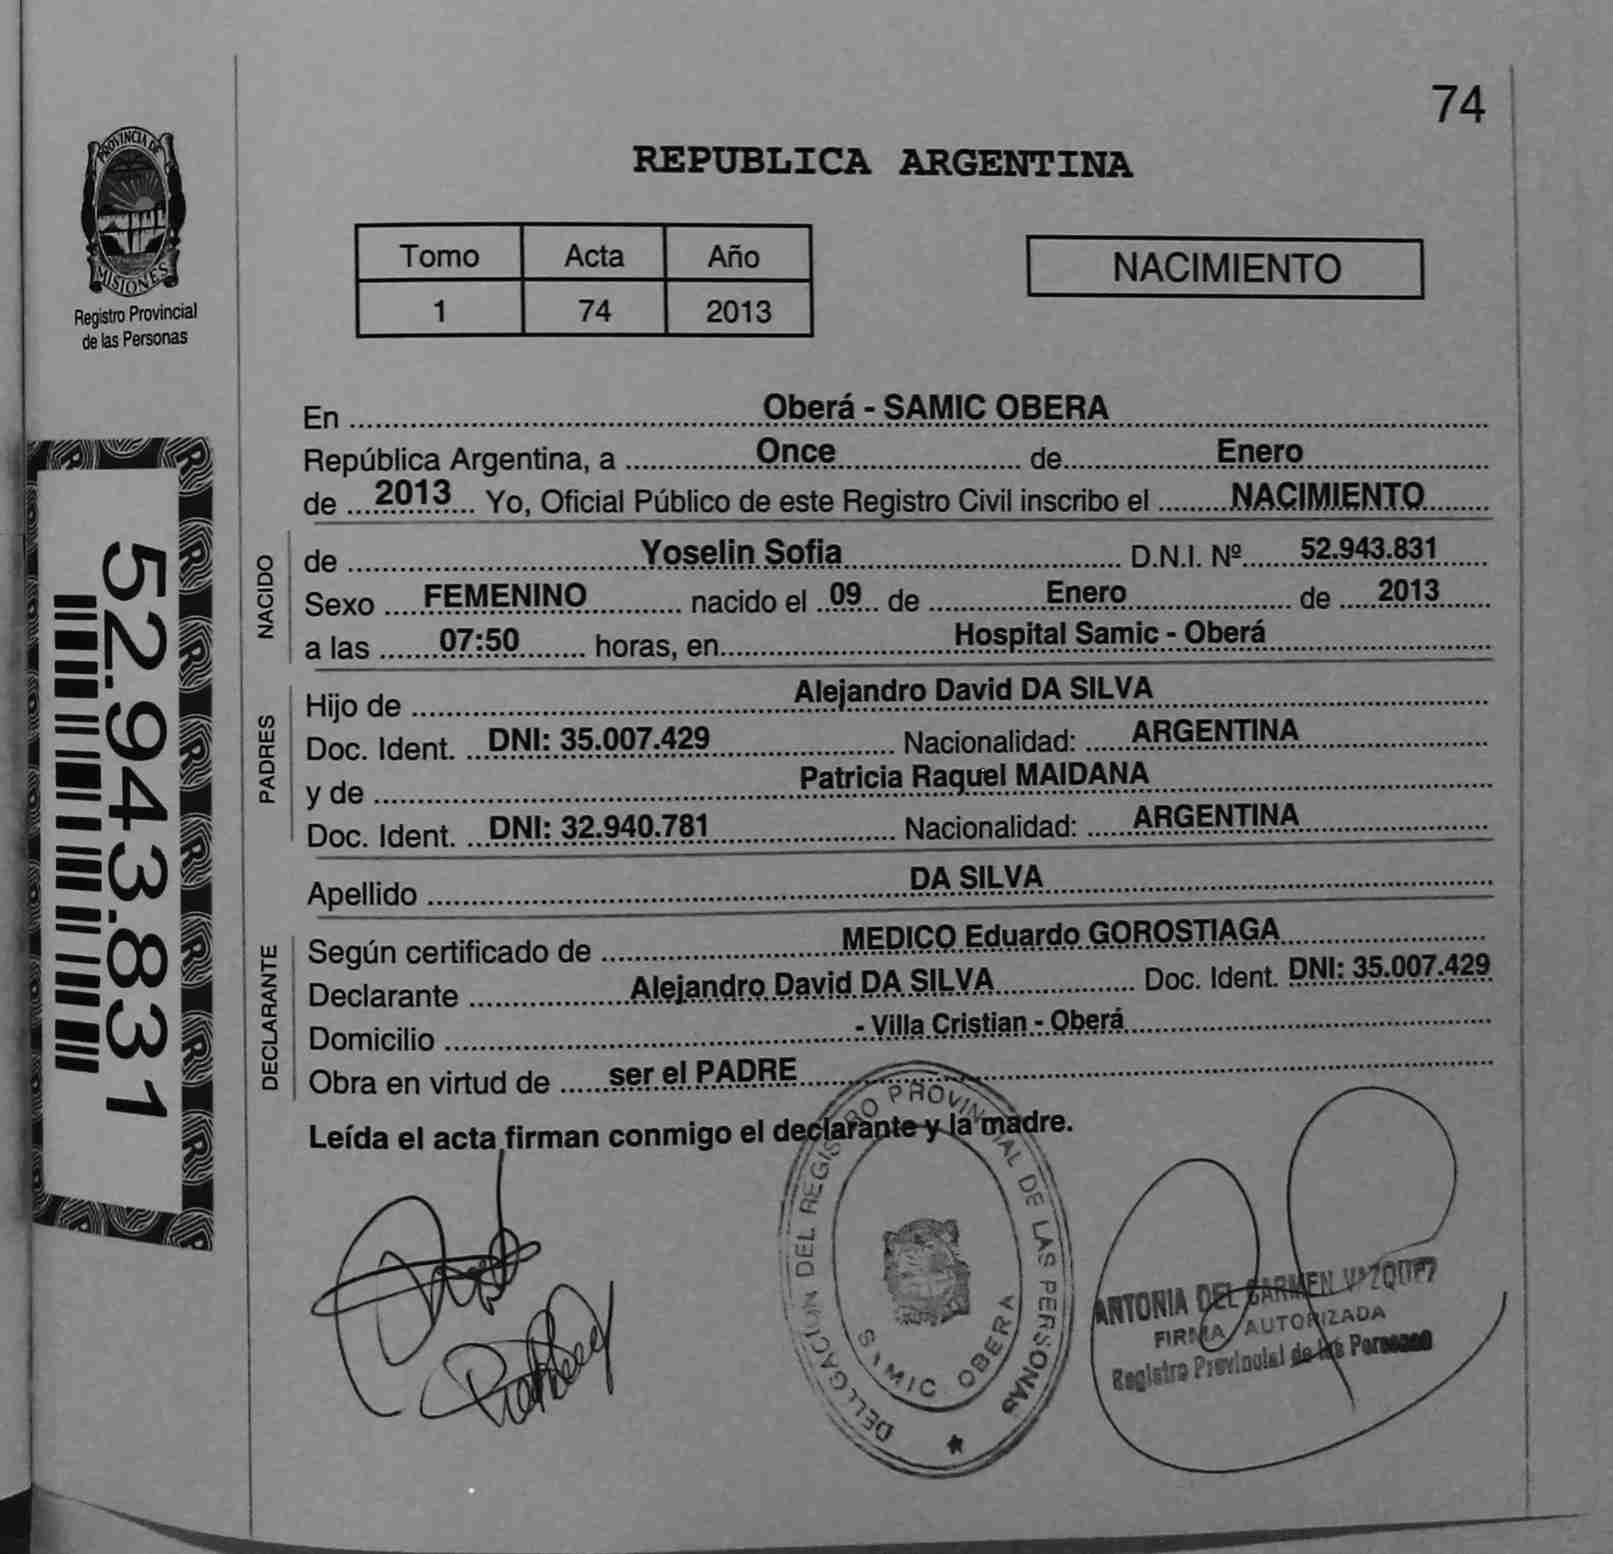 74
REPUBLICA ARGENTINA
PROVINCIA DE
MISIONES
Registro Provincial
de las Personas
Tomo Acta Año
1 74 2013
NACIMIENTO
En Oberá - SAMIC OBERA
República Argentina, a Once de Enero
de 2013 Yo, Oficial Público de este Registro Civil inscribo el NACIMIENTO
NACIDO
de Yoselin Sofia D.N.I. Nº 52.943.831
Sexo FEMENINO nacido el 09 de Enero de 2013
a las 07:50 horas, en Hospital Samic - Oberá
PADRES
Hijo de Alejandro David DA SILVA
Doc. Ident. DNI: 35.007.429 Nacionalidad: ARGENTINA
y de Patricia Raquel MAIDANA
Doc. Ident. DNI: 32.940.781 Nacionalidad: ARGENTINA
Apellido DA SILVA
DECLARANTE
Según certificado de MEDICO Eduardo GOROSTIAGA
Declarante Alejandro David DA SILVA Doc. Ident. DNI: 35.007.429
Domicilio - Villa Cristian - Oberá
Obra en virtud de ser el PADRE
Leída el acta firman conmigo el declarante y la madre.
52.943.831
DEL REGISTRO PROVINCIAL DE LAS PERSONAS
SAMIC OBERA
ANTONIA DEL CARMEN VAZQUEZ
FIRMA AUTORIZADA
Registro Provincial de las Personas